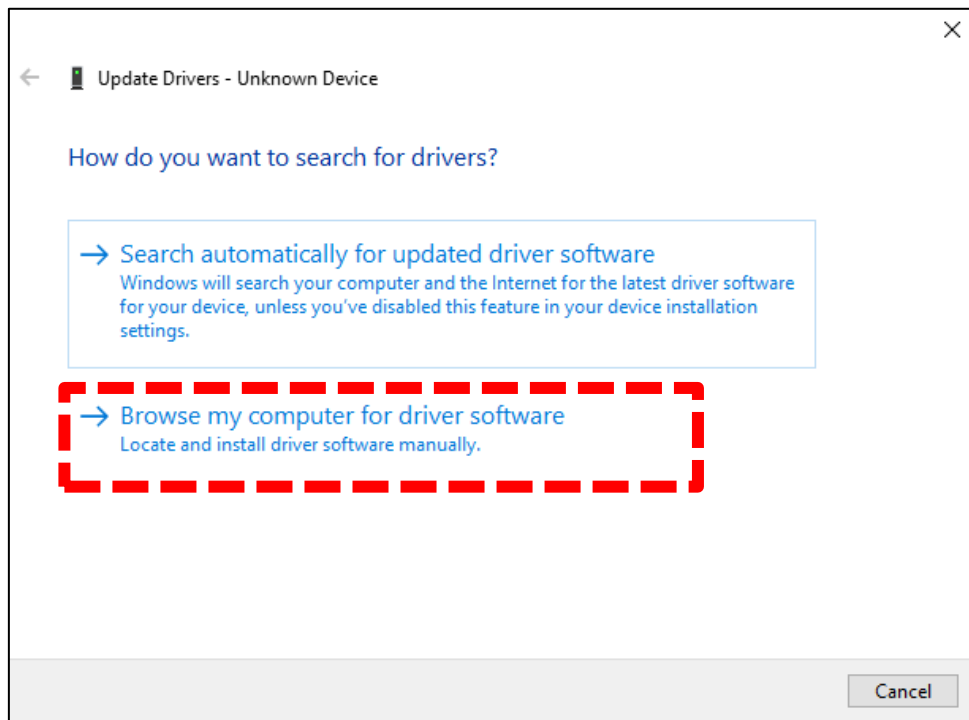 Update Drivers - Unknown Device
How do you want to search for drivers?
Search automatically for updated driver software
Windows will search your computer and the Internet for the latest driver software
for your device, unless you've disabled this feature in your device installation
settings.
Browse my computer for driver software
Locate and install driver software manually.
Cancel